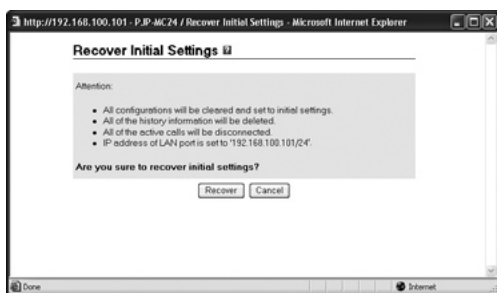 http://192.168.100.101 - PJP-MC24 / Recover Initial Settings - Microsoft Internet Explorer
Recover Initial Settings ?
Attention:
• All configurations will be cleared and set to initial settings.
• All of the history information will be deleted.
• All of the active calls will be disconnected.
• IP address of LAN port is set to '192.168.100.101/24'.
Are you sure to recover initial settings?
Recover Cancel
Done Internet